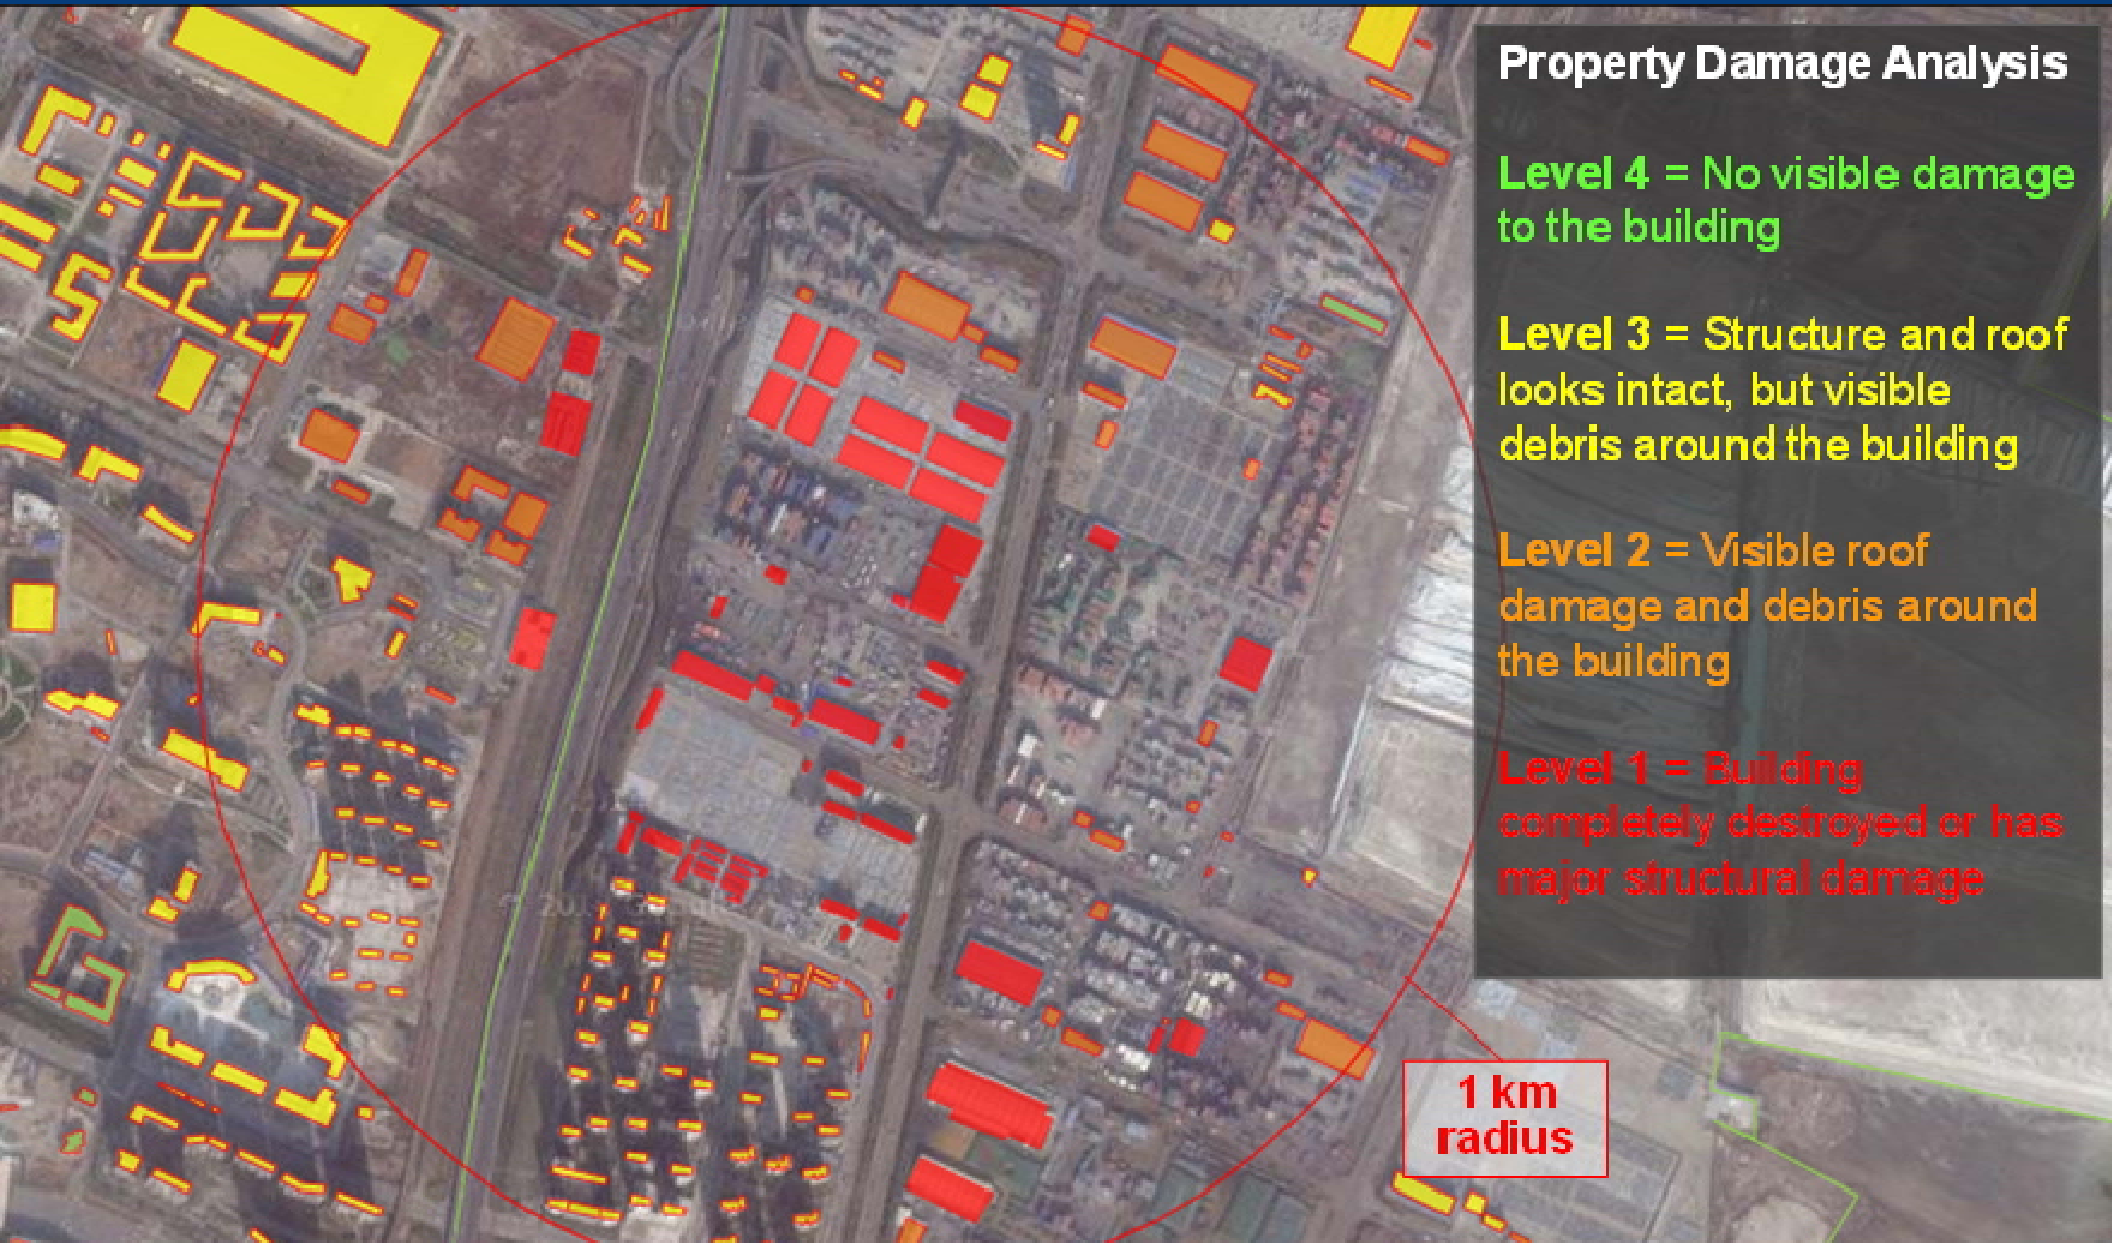 Property Damage Analysis
Level 4 = No visible damage
to the building
Level 3 = Structure and roof
looks intact, but visible
debris around the building
Level 2 = Visible roof
damage and debris around
the building
Level 1 = Building
completely destroyed or has
major structural damage
1 km
radius